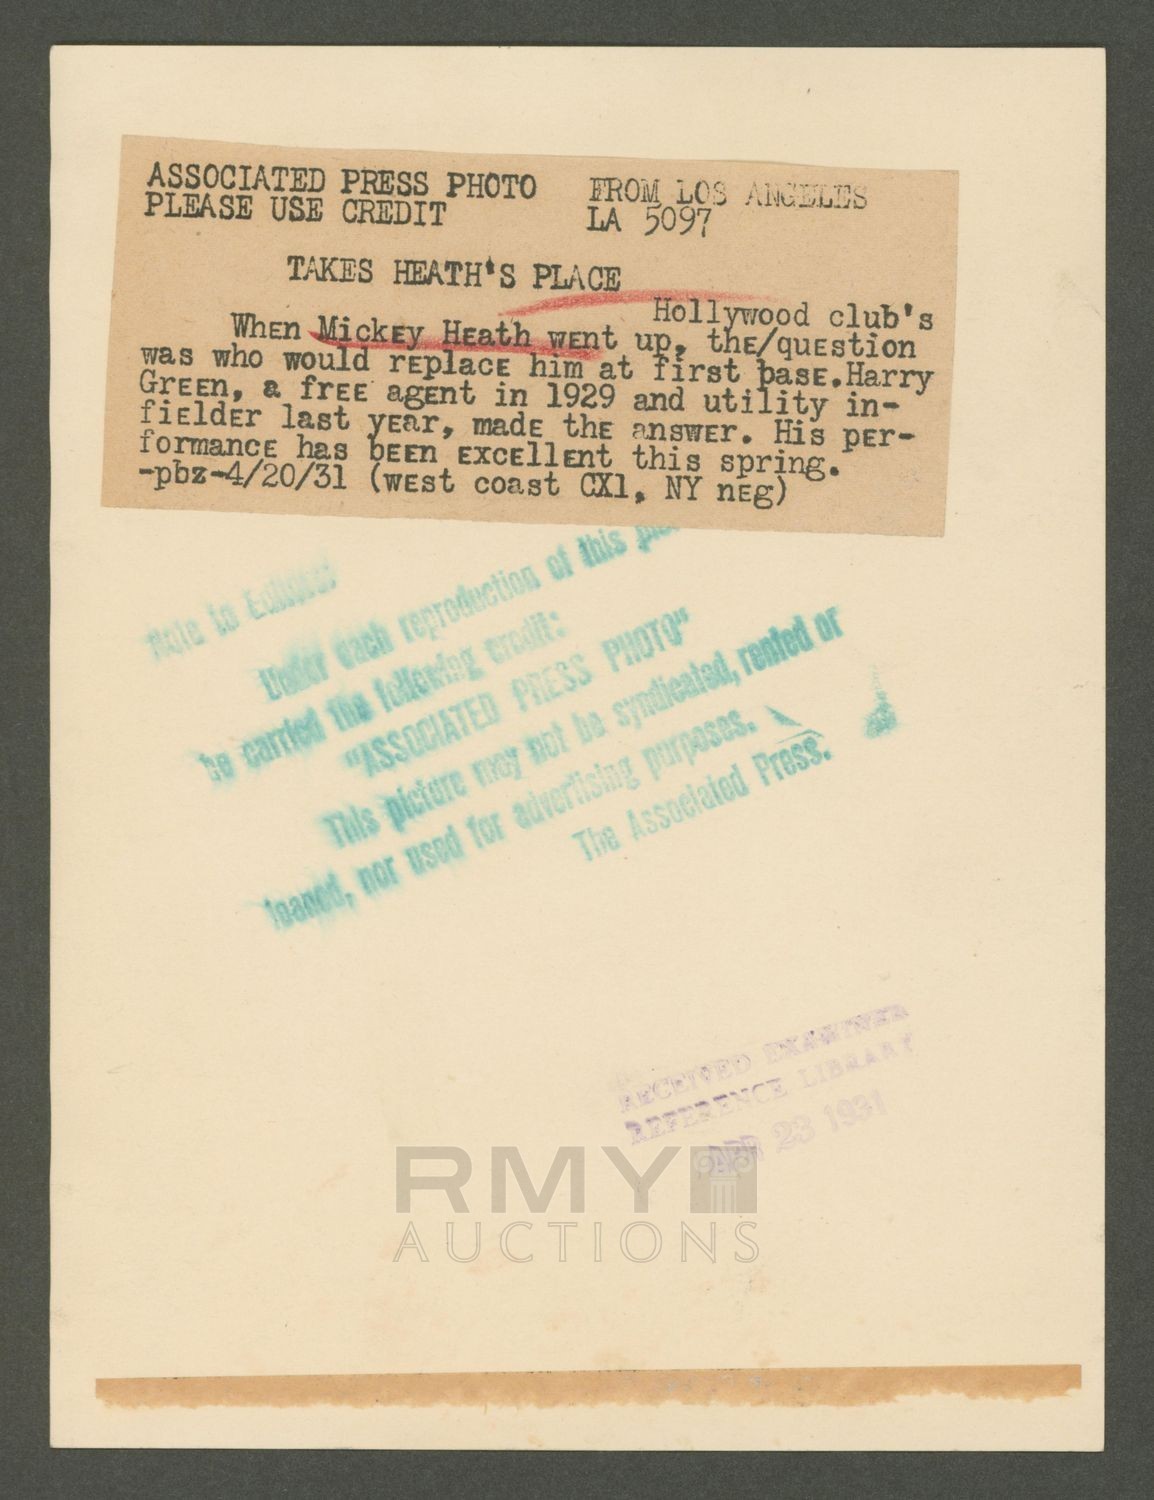 ASSOCIATED PRESS PHOTO FROM LOS ANGELES
PLEASE USE CREDIT LA 5097
TAKES HEATH'S PLACE
Hollywood club's
When Mickey Heath went up, the/question
was who would replace him at first base.Harry
Green, a free agent in 1929 and utility in-
fielder last year, made the answer. His per-
formance has been excellent this spring.
-pbz-4/20/31 (west coast CX1, NY neg)
Note to Editors:
Under each reproduction of this
be carried the following credit:
"ASSOCIATED PRESS PHOTO"
This picture may not be syndicated, rented or
loaned, nor used for advertising purposes.
The Associated Press.
RECEIVED EXAMINER
REFERENCE LIBRARY
APR 23 1931
RMY
AUCTIONS